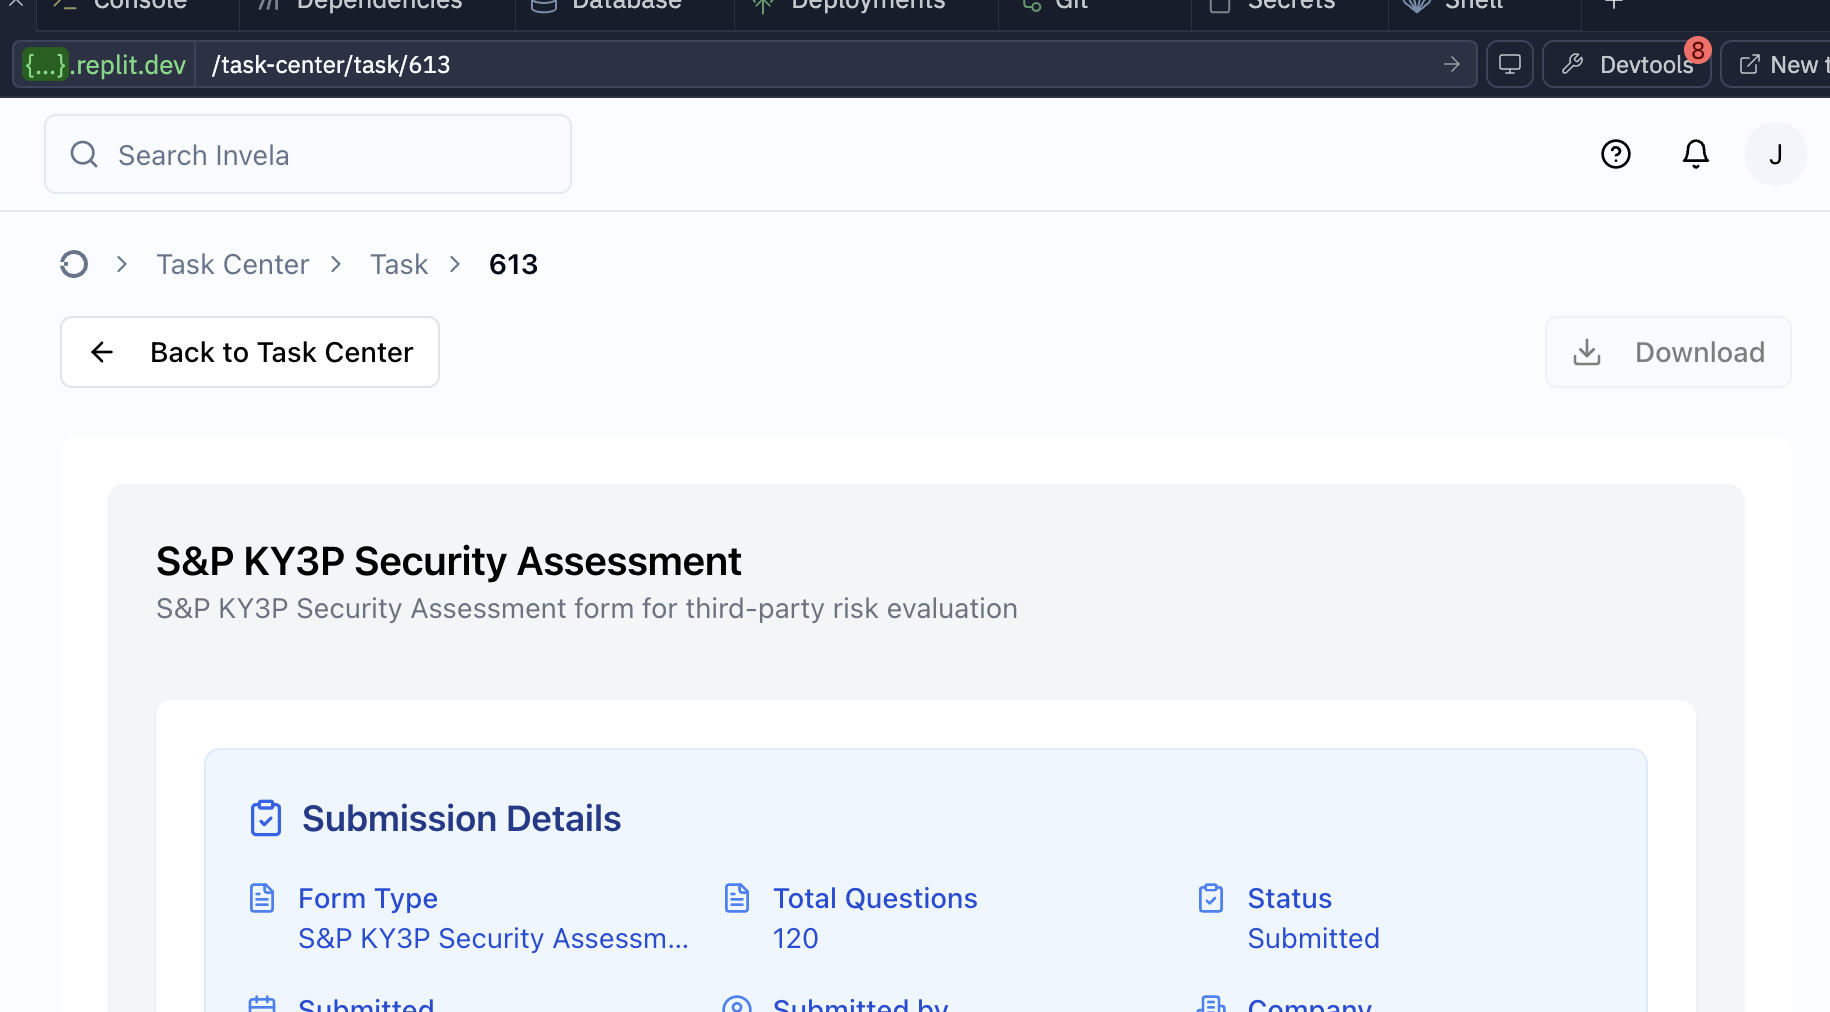 Console Dependencies Database Deployments Git Secrets Shell
{...}.replit.dev /task-center/task/613 Devtools 8 New
Search Invela J
Task Center Task 613
Back to Task Center Download
S&P KY3P Security Assessment
S&P KY3P Security Assessment form for third-party risk evaluation
Submission Details
Form Type Total Questions Status
S&P KY3P Security Assessm... 120 Submitted
Submitted Submitted by Company